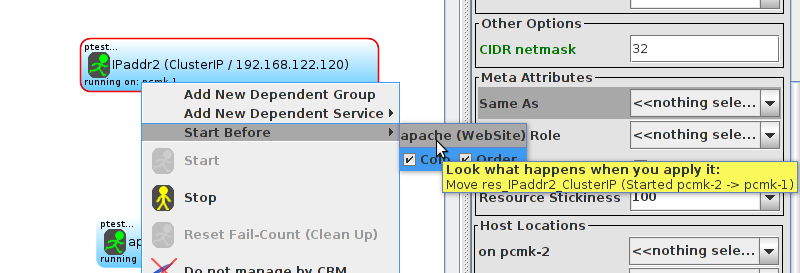 ptest...
IPaddr2 (ClusterIP / 192.168.122.120)
running on: pcmk-1
Add New Dependent Group
Add New Dependent Service
Start Before
Start
Stop
Reset Fail-Count (Clean Up)
Do not manage by CRM
ptest...
ap
running
apache (WebSite)
Colo
Order
Look what happens when you apply it:
Move res_IPaddr2_ClusterIP (Started pcmk-2 -> pcmk-1)
Other Options
CIDR netmask
32
Meta Attributes
Same As
<<nothing sele...
Role
<<nothing sele...
Resource Stickiness
100
Host Locations
on pcmk-2
<<nothing sele...